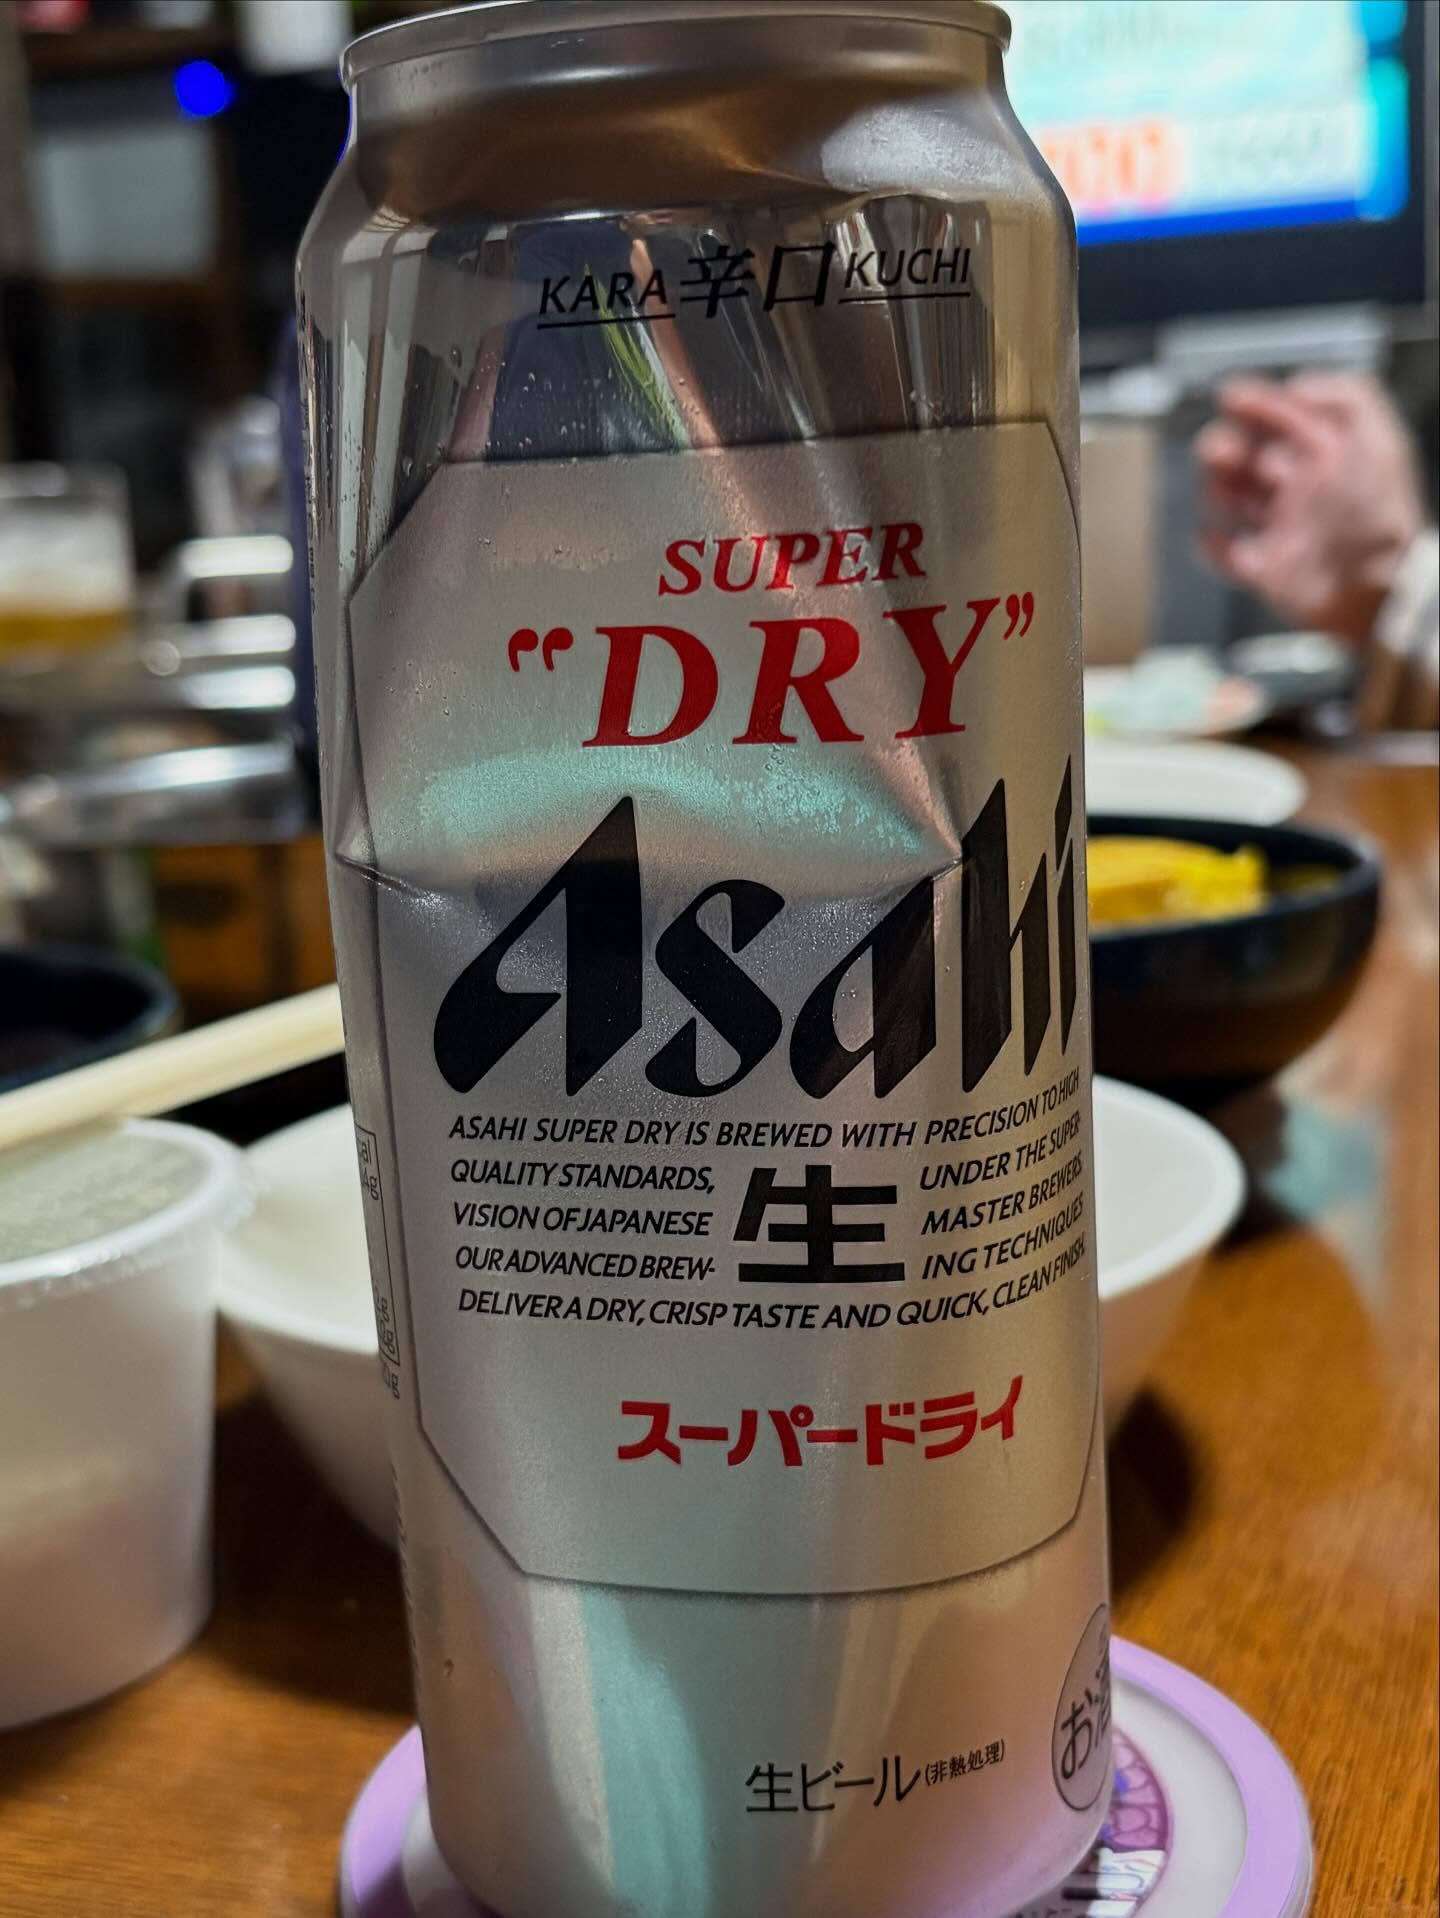 KARA 辛口 KUCHI
SUPER
“DRY”
Asahi
ASAHI SUPER DRY IS BREWED WITH PRECISION TO HIGH
QUALITY STANDARDS, UNDER THE SUPER-
VISION OF JAPANESE 生 MASTER BREWERS
OUR ADVANCED BREW- ING TECHNIQUES
DELIVER A DRY, CRISP TASTE AND QUICK, CLEAN FINISH.
スーパードライ
生ビール(非熱処理)
お酒